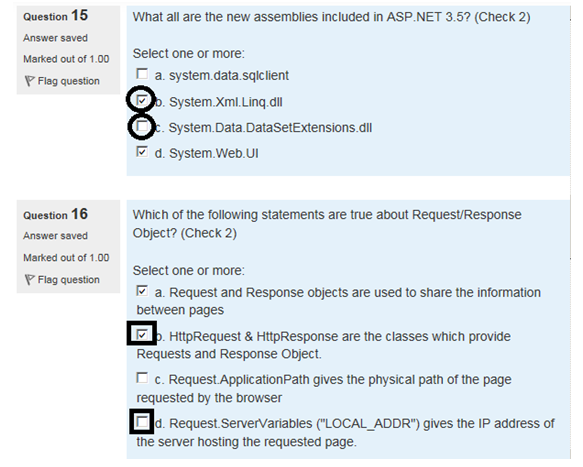 Question 15
Answer saved
Marked out of 1.00
Flag question
What all are the new assemblies included in ASP.NET 3.5? (Check 2)
Select one or more:
a. system.data.sqlclient
b. System.Xml.Linq.dll
c. System.Data.DataSetExtensions.dll
d. System.Web.UI
Question 16
Answer saved
Marked out of 1.00
Flag question
Which of the following statements are true about Request/Response
Object? (Check 2)
Select one or more:
a. Request and Response objects are used to share the information
between pages
b. HttpRequest & HttpResponse are the classes which provide
Requests and Response Object.
c. Request.ApplicationPath gives the physical path of the page
requested by the browser
d. Request.ServerVariables ("LOCAL_ADDR") gives the IP address of
the server hosting the requested page.